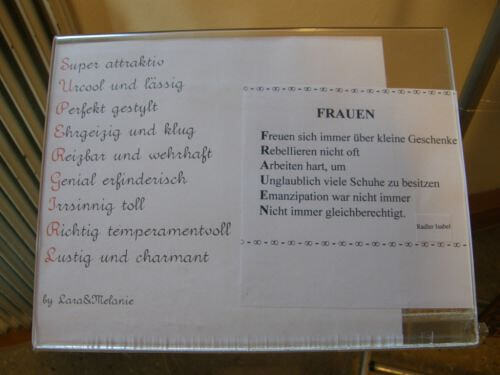 Super attraktiv
Urcool und lässig
Perfekt gestylt
Ehrgeizig und klug
Reizbar und wehrhaft
Genial erfinderisch
Irrsinnig toll
Richtig temperamentvoll
Lustig und charmant
by Lara&Melanie
FRAUEN
Freuen sich immer über kleine Geschenke
Rebellieren nicht oft
Arbeiten hart, um
Unglaublich viele Schuhe zu besitzen
Emanzipation war nicht immer
Nicht immer gleichberechtigt.
Radler Isabel